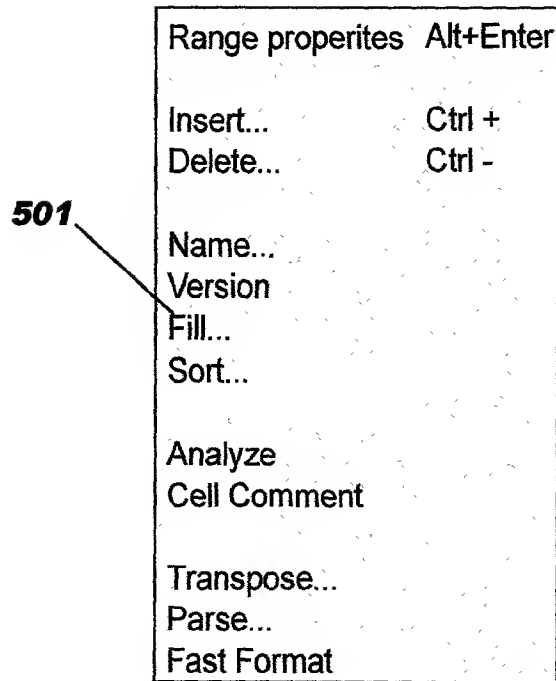 Range properites Alt+Enter
Insert... Ctrl +
Delete... Ctrl -
501
Name...
Version
Fill...
Sort...
Analyze
Cell Comment
Transpose...
Parse...
Fast Format